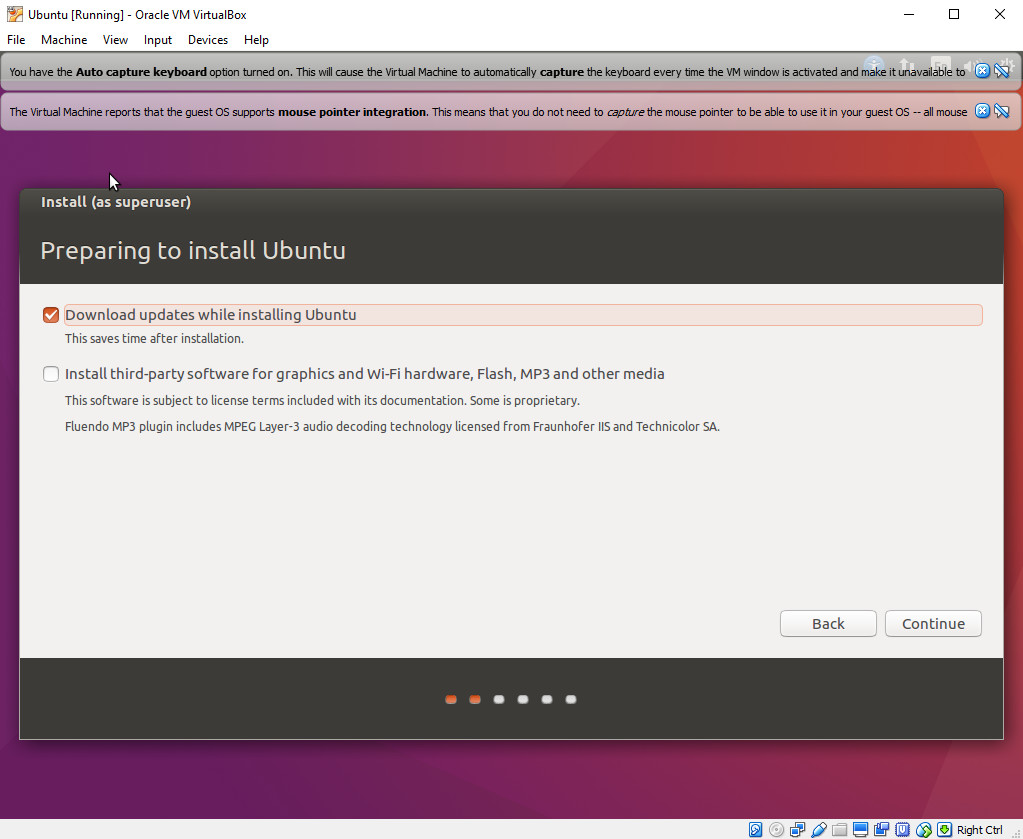 Ubuntu [Running] - Oracle VM VirtualBox
File Machine View Input Devices Help
You have the Auto capture keyboard option turned on. This will cause the Virtual Machine to automatically capture the keyboard every time the VM window is activated and make it unavailable to
The Virtual Machine reports that the guest OS supports mouse pointer integration. This means that you do not need to capture the mouse pointer to be able to use it in your guest OS -- all mouse
Install (as superuser)
Preparing to install Ubuntu
Download updates while installing Ubuntu
This saves time after installation.
Install third-party software for graphics and Wi-Fi hardware, Flash, MP3 and other media
This software is subject to license terms included with its documentation. Some is proprietary.
Fluendo MP3 plugin includes MPEG Layer-3 audio decoding technology licensed from Fraunhofer IIS and Technicolor SA.
Back Continue
Right Ctrl